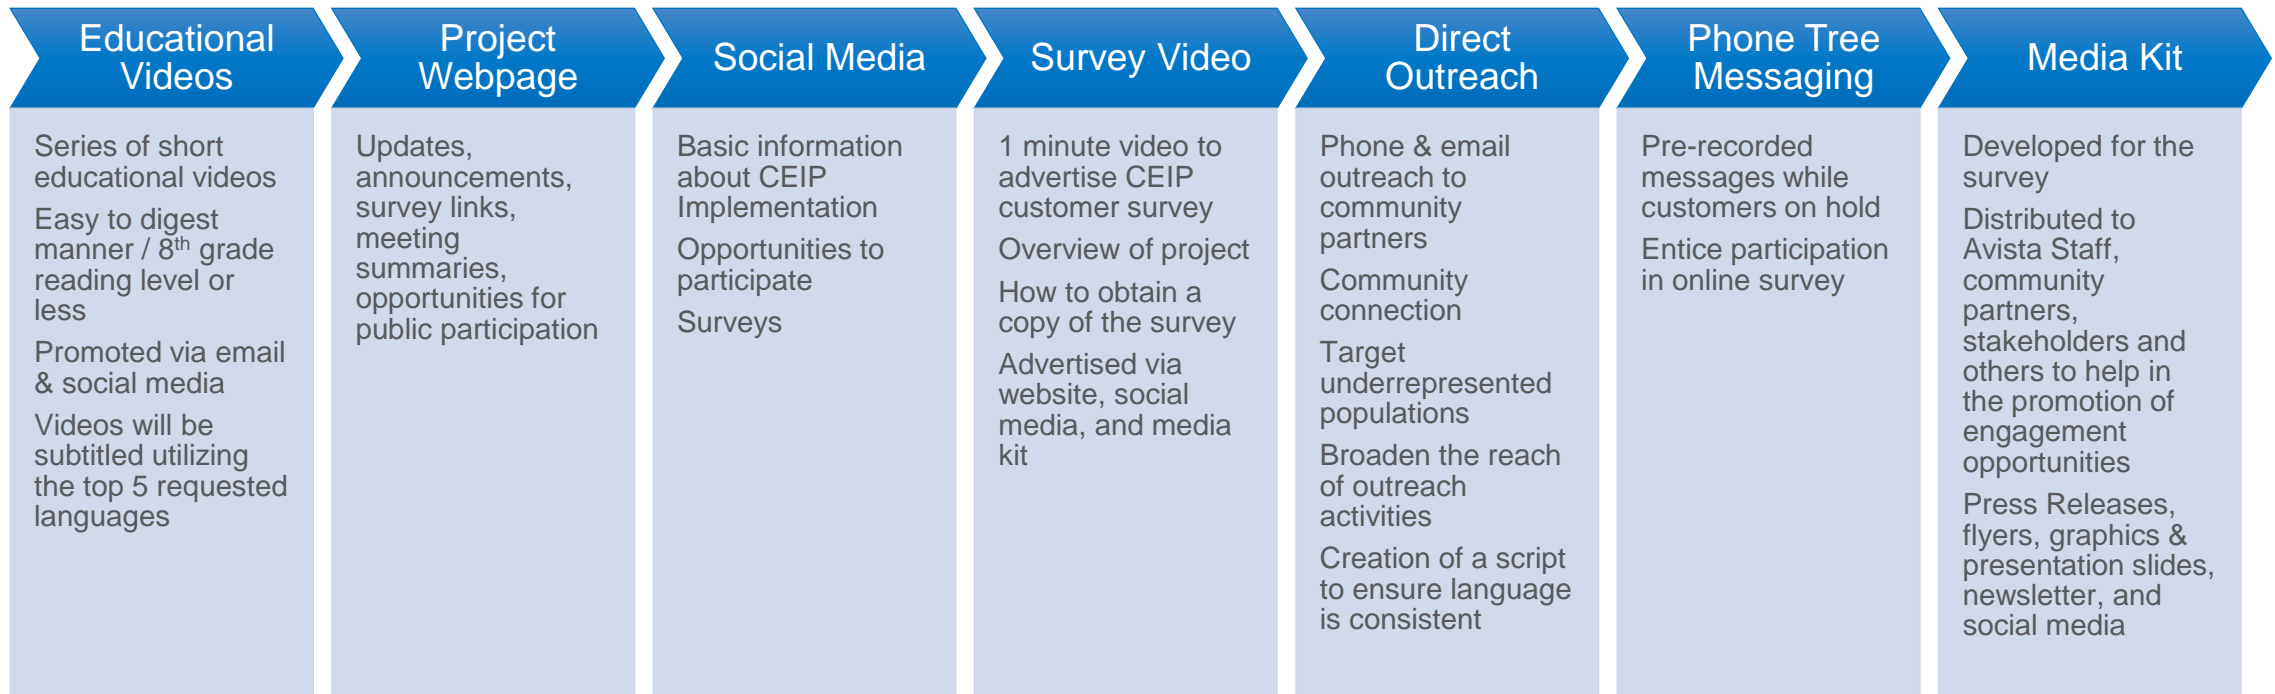 Educational
Videos
Series of short
educational videos
Easy to digest
manner / 8th grade
reading level or
less
Promoted via email
& social media
Videos will be
subtitled utilizing
the top 5 requested
languages
Project
Webpage
Updates,
announcements,
survey links,
meeting
summaries,
opportunities for
public participation
Social Media
Basic information
about CEIP
Implementation
Opportunities to
participate
Surveys
Survey Video
1 minute video to
advertise CEIP
customer survey
Overview of project
How to obtain a
copy of the survey
Advertised via
website, social
media, and media
kit
Direct
Outreach
Phone & email
outreach to
community
partners
Community
connection
Target
underrepresented
populations
Broaden the reach
of outreach
activities
Creation of a script
to ensure language
is consistent
Phone Tree
Messaging
Pre-recorded
messages while
customers on hold
Entice participation
in online survey
Media Kit
Developed for the
survey
Distributed to
Avista Staff,
community
partners,
stakeholders and
others to help in
the promotion of
engagement
opportunities
Press Releases,
flyers, graphics &
presentation slides,
newsletter, and
social media